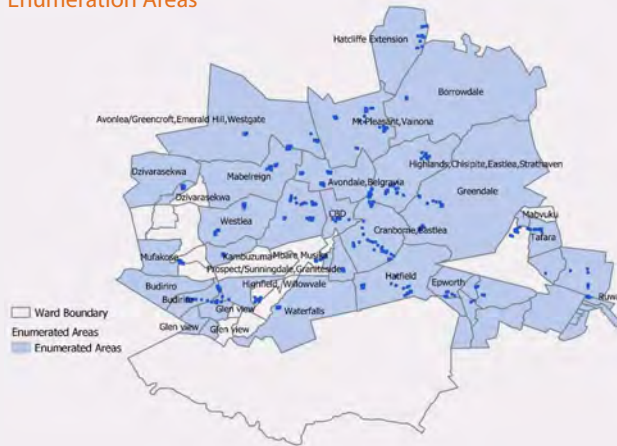 Enumeration Areas
Hatcliffe Extension
Borrowdale
Avonlea/Greencroft,Emerald Hill,Westgate
Mt Pleasant,Vainona
Highlands,Chisipite,Eastlea,Strathaven
Dzivarasekwa
Mabelreign
Avondale,Belgravia
Greendale
Dzivarasekwa
Westlea
CBD
Mabvuku
Cranborne,Eastlea
Tafara
Mufakose
Kambuzuma
Mbare Musika
Prospect/Sunningdale,Graniteside
Budiriro
Highfield,Willowvale
Hatfield
Epworth
Budiriro
Glen view
Waterfalls
Ruwa
Glen view
Glen view
Ward Boundary
Enumerated Areas
Enumerated Areas